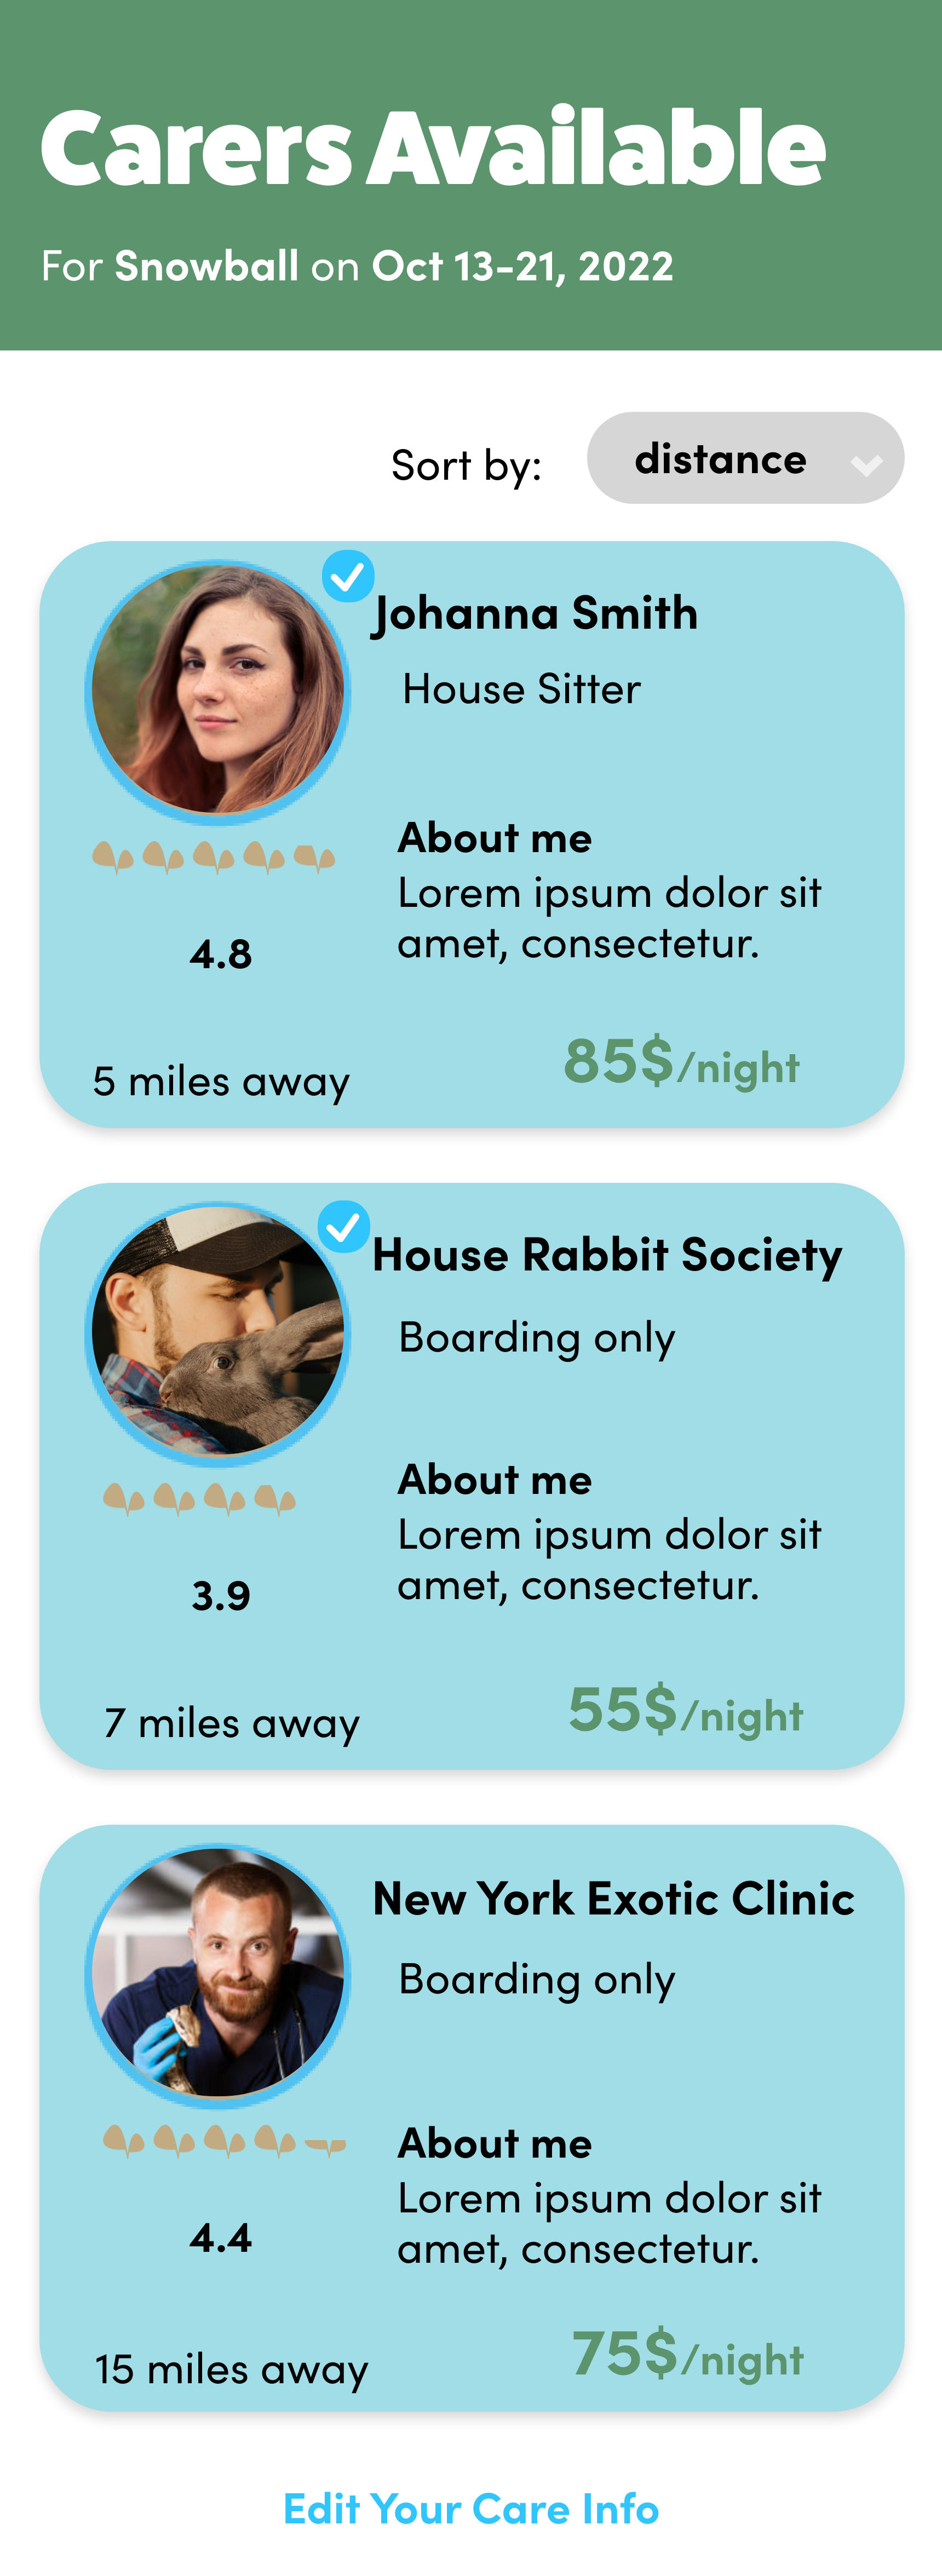 Carers Available
For Snowball on Oct 13-21, 2022
Sort by: distance
Johanna Smith
House Sitter
About me
Lorem ipsum dolor sit
amet, consectetur.
4.8
5 miles away
85$/night
House Rabbit Society
Boarding only
About me
Lorem ipsum dolor sit
amet, consectetur.
3.9
7 miles away
55$/night
New York Exotic Clinic
Boarding only
About me
Lorem ipsum dolor sit
amet, consectetur.
4.4
15 miles away
75$/night
Edit Your Care Info